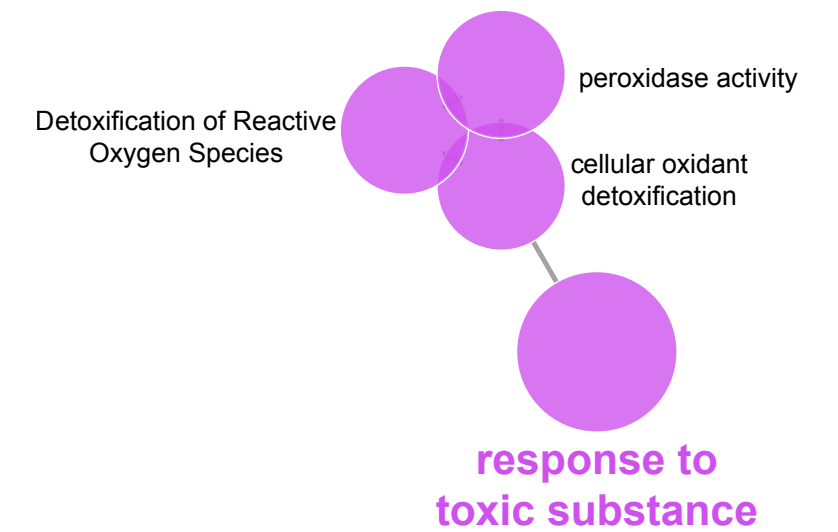 peroxidase activity
Detoxification of Reactive
Oxygen Species
cellular oxidant
detoxification
response to
toxic substance